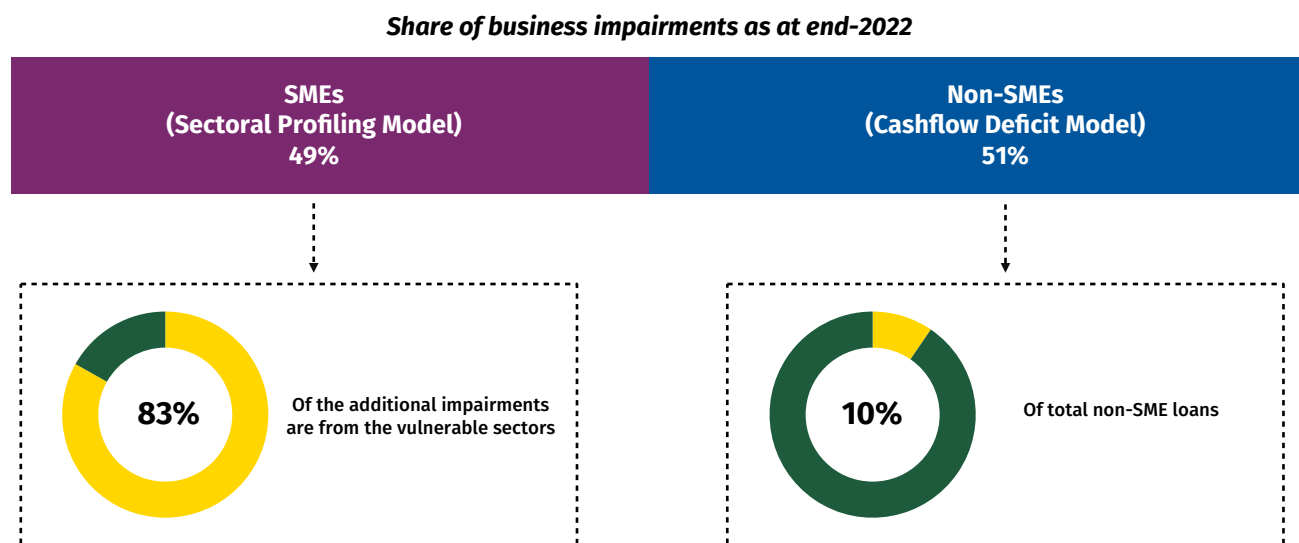 Share of business impairments as at end-2022
SMEs
(Sectoral Profiling Model)
49%
Non-SMEs
(Cashflow Deficit Model)
51%
83%
Of the additional impairments
are from the vulnerable sectors
10%
Of total non-SME loans